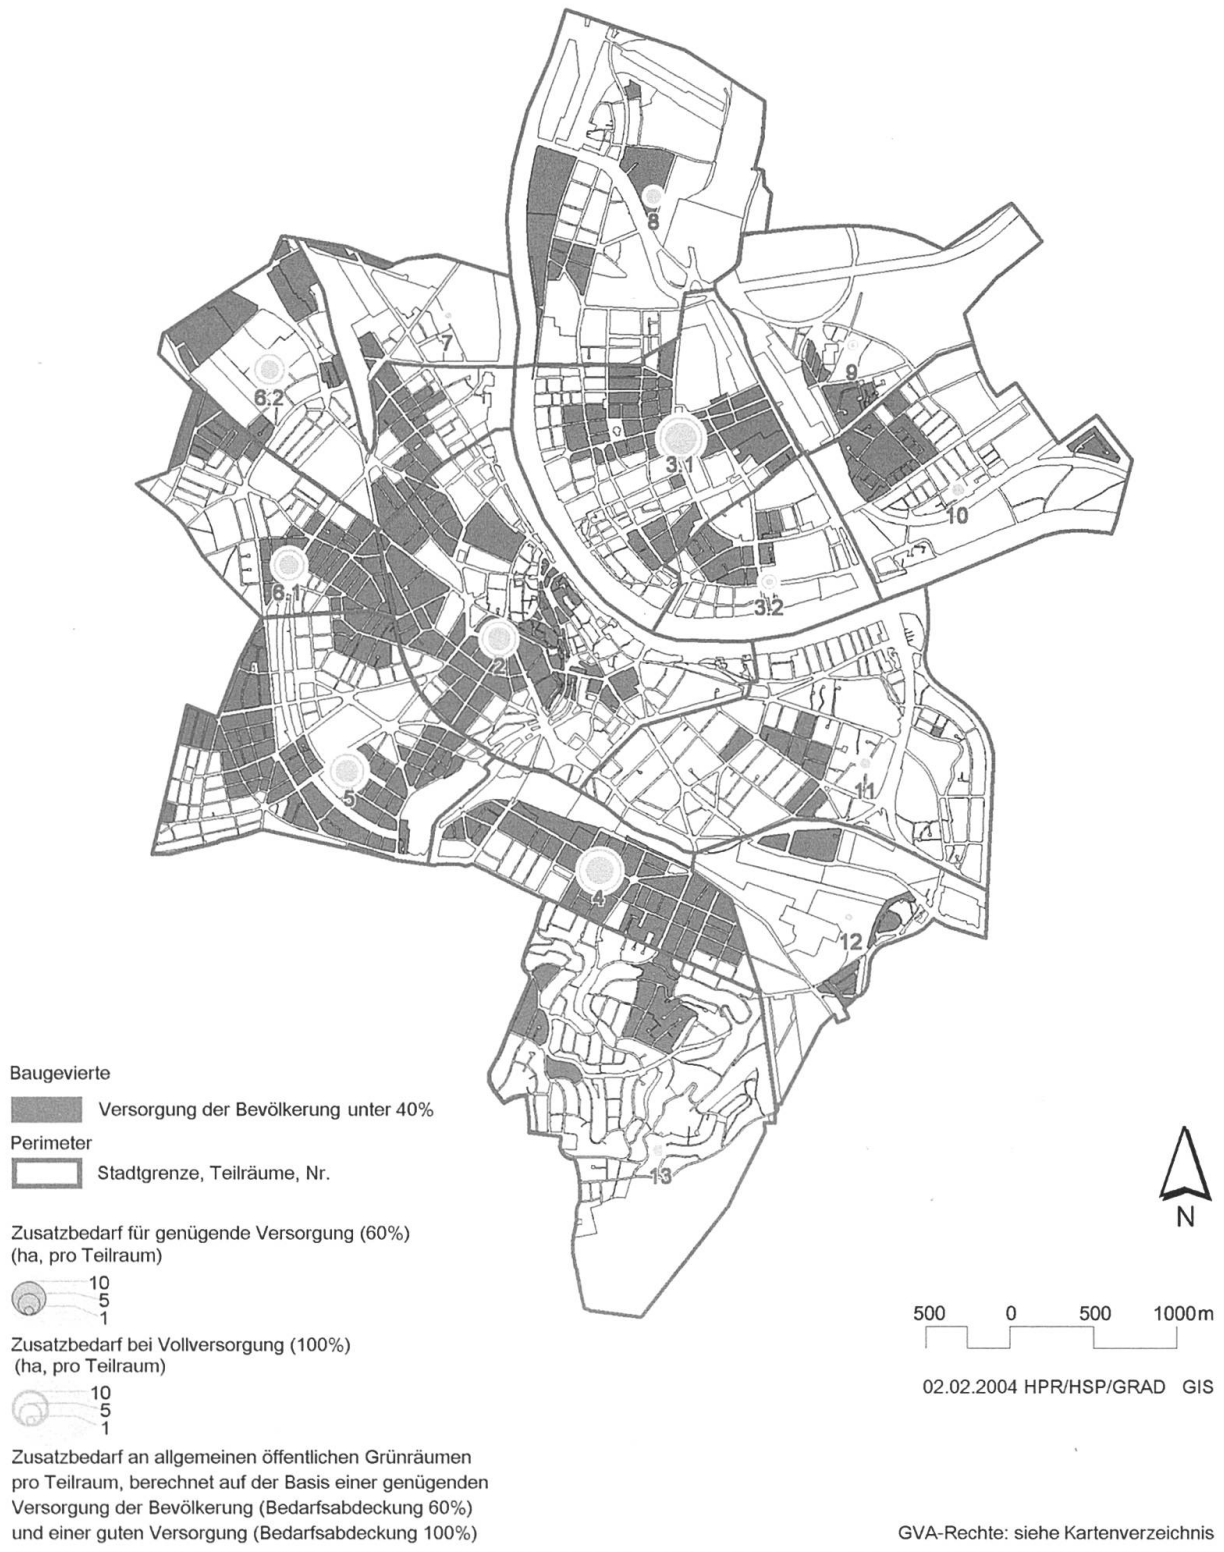 8
7
6.2
9
3.1
10
6.1
3.2
2
5
11
4
12
13
Baugevierte
Versorgung der Bevölkerung unter 40%
Perimeter
Stadtgrenze, Teilräume, Nr.
Zusatzbedarf für genügende Versorgung (60%)
(ha, pro Teilraum)
10
5
1
Zusatzbedarf bei Vollversorgung (100%)
(ha, pro Teilraum)
10
5
1
Zusatzbedarf an allgemeinen öffentlichen Grünräumen
pro Teilraum, berechnet auf der Basis einer genügenden
Versorgung der Bevölkerung (Bedarfsabdeckung 60%)
und einer guten Versorgung (Bedarfsabdeckung 100%)
N
500 0 500 1000m
02.02.2004 HPR/HSP/GRAD GIS
GVA-Rechte: siehe Kartenverzeichnis